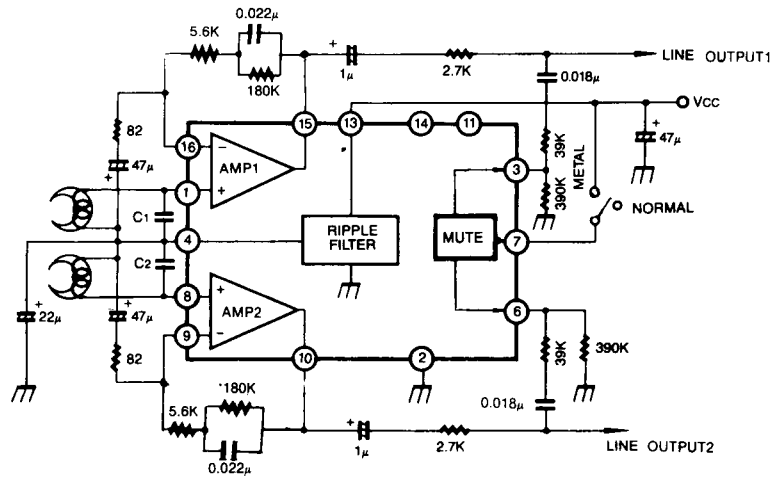 0.022μ
5.6K
180K
+
1μ
2.7K
0.018μ
LINE OUTPUT1
VCC
82
47μ
+
15
13
14
11
16
−
AMP1
+
1
C1
39K
390K
METAL
+
47μ
3
NORMAL
4
RIPPLE
FILTER
MUTE
7
C2
8
+
AMP2
−
9
+
22μ
+
47μ
82
6
39K
390K
10
2
180K
5.6K
0.022μ
+
1μ
2.7K
0.018μ
LINE OUTPUT2